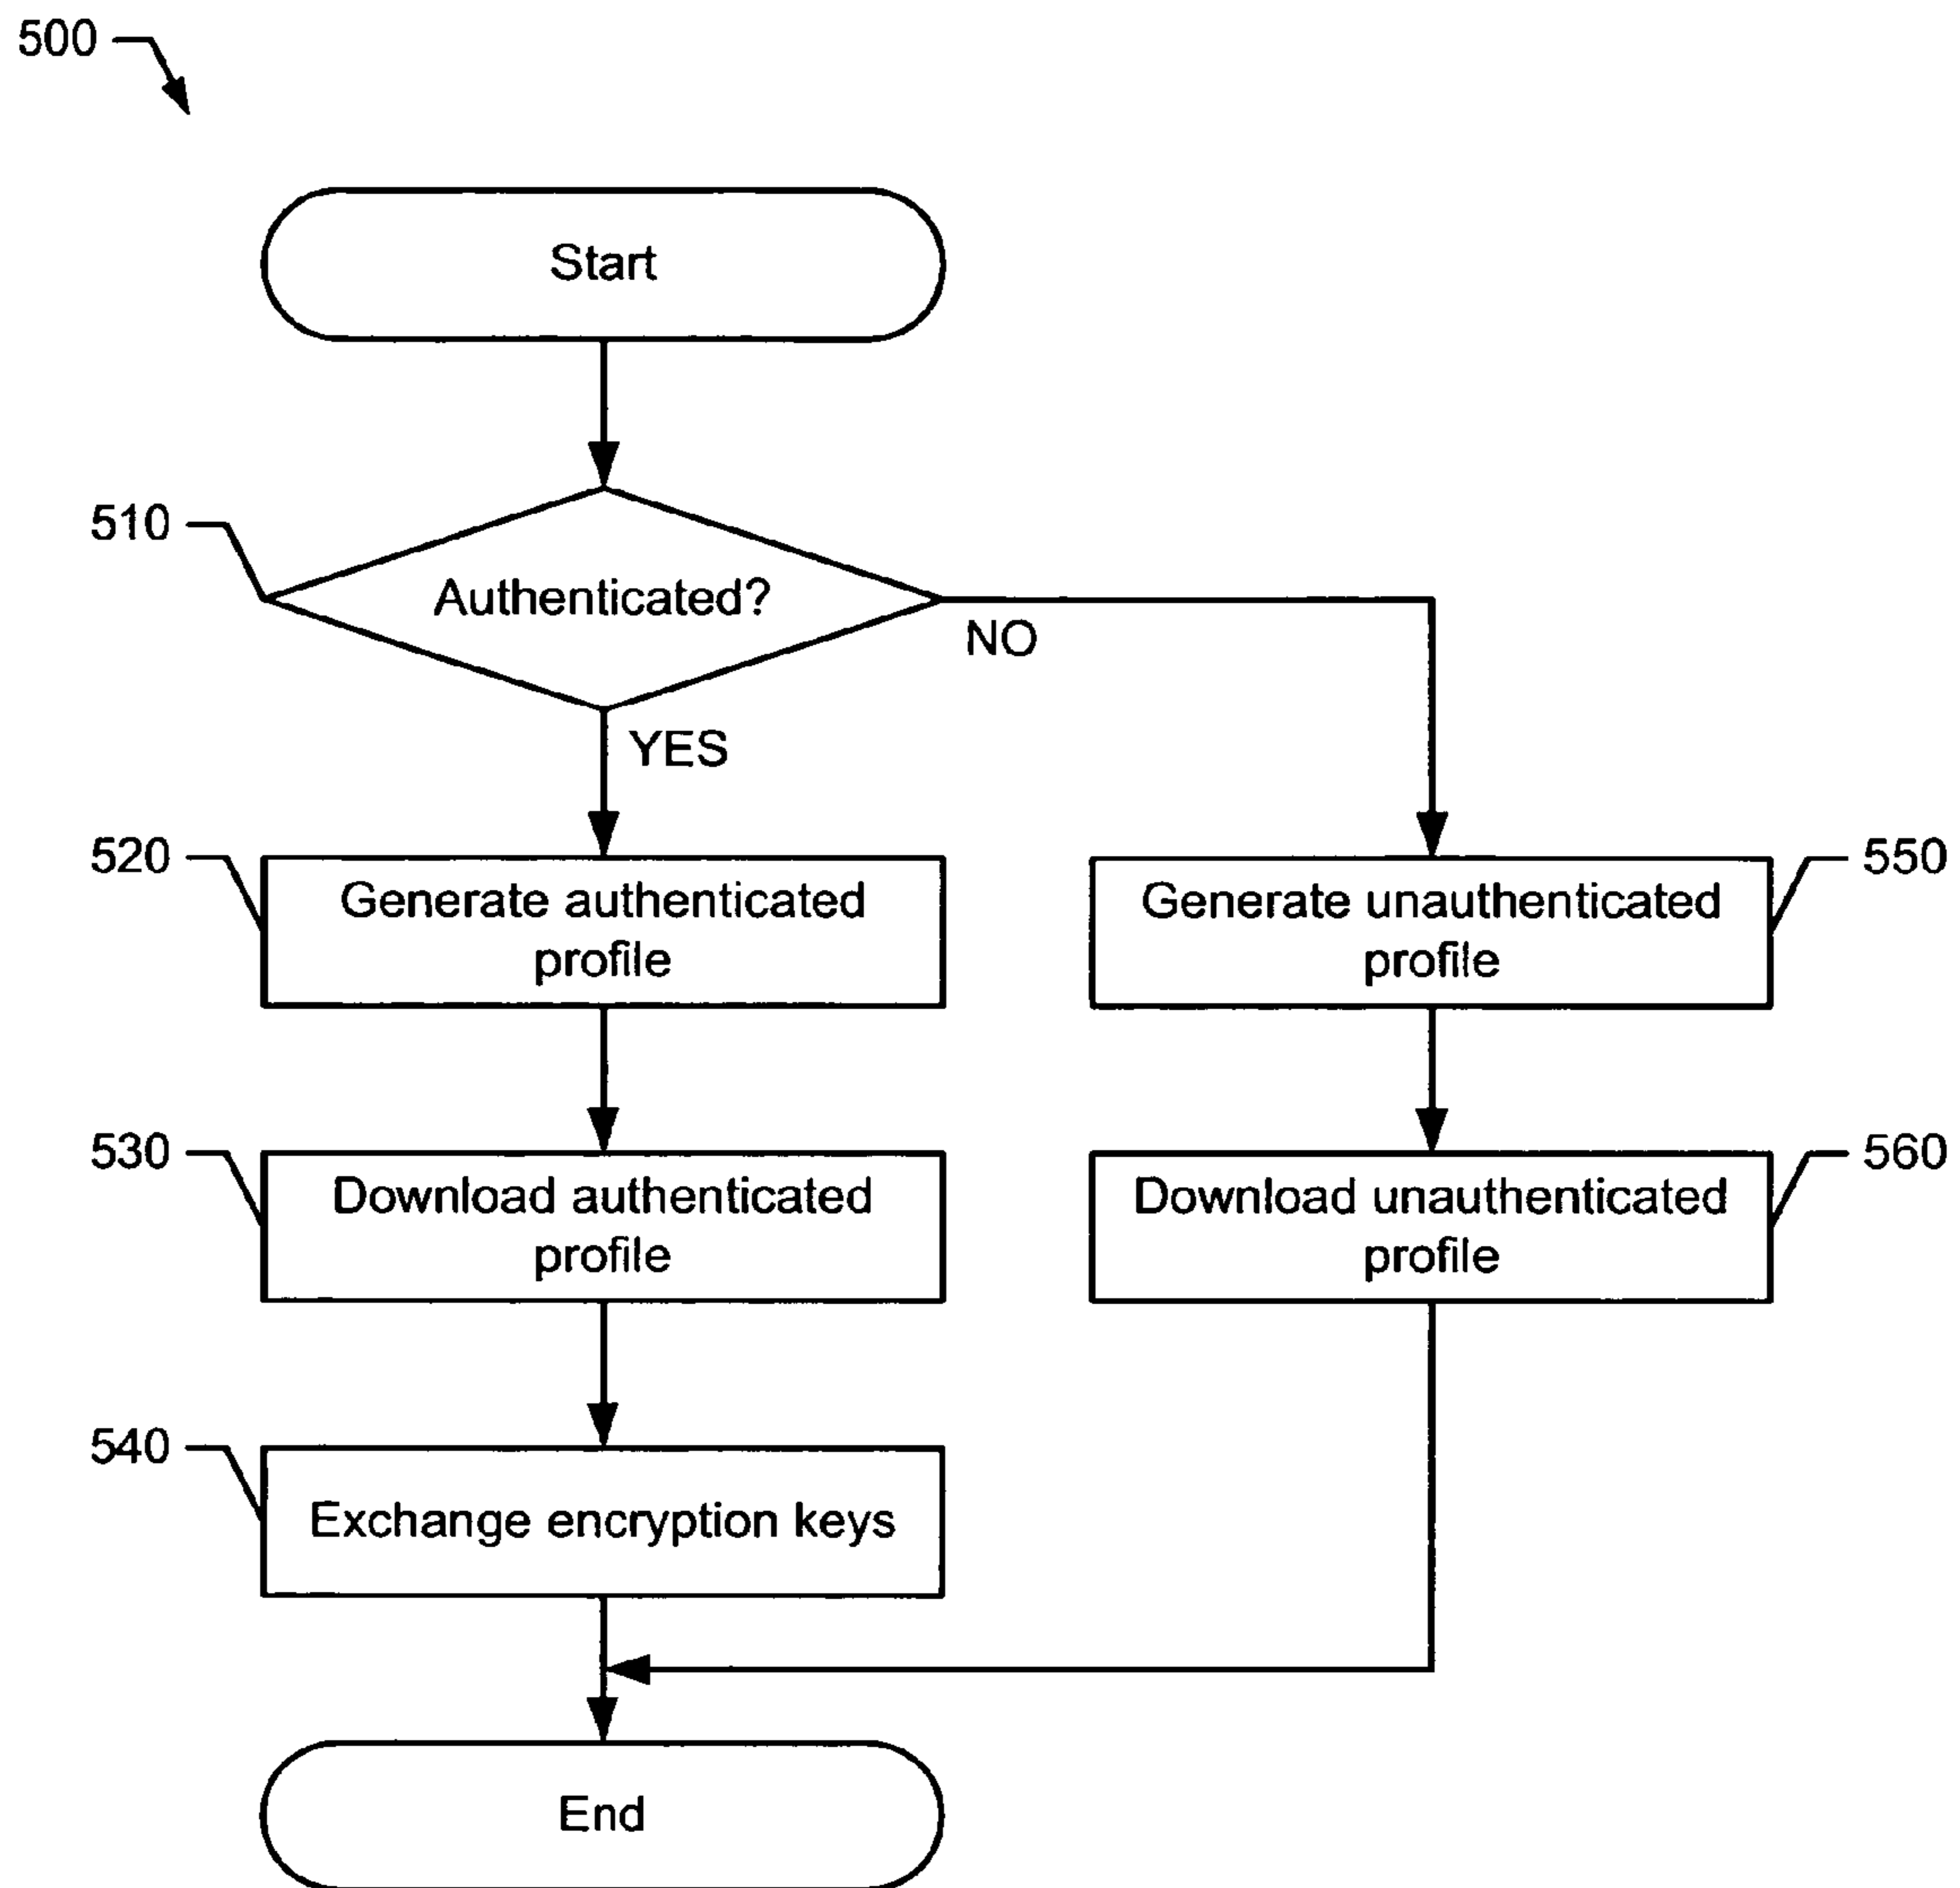 500
Start
510
Authenticated?
NO
YES
520
Generate authenticated
profile
550
Generate unauthenticated
profile
530
Download authenticated
profile
560
Download unauthenticated
profile
540
Exchange encryption keys
End